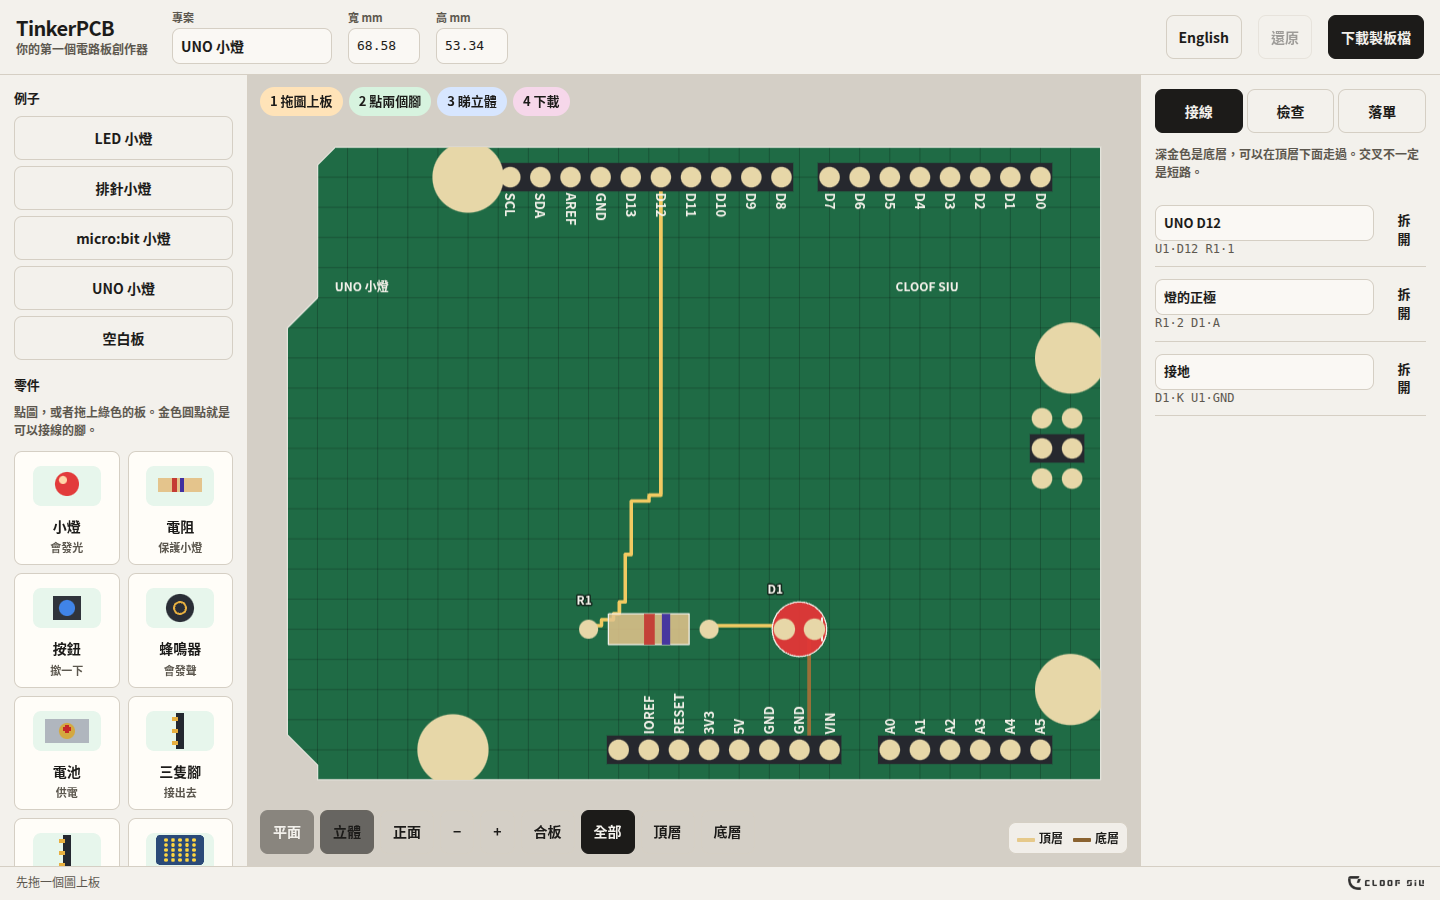 TinkerPCB
你的第一個電路板創作器
專案
UNO 小燈
寬 mm
68.58
高 mm
53.34
English
還原
下載製板檔
例子
LED 小燈
排針小燈
micro:bit 小燈
UNO 小燈
空白板
零件
點圖，或者拖上綠色的板。金色圓點就是
可以接線的腳。
小燈
會發光
電阻
保護小燈
按鈕
撳一下
蜂鳴器
會發聲
電池
供電
三隻腳
接出去
1 拖圖上板
2 點兩個腳
3 睇立體
4 下載
SCL
SDA
AREF
GND
D13
D12
D11
D10
D9
D8
D7
D6
D5
D4
D3
D2
D1
D0
UNO 小燈
CLOOF SIU
R1
D1
IOREF
RESET
3V3
5V
GND
GND
VIN
A0
A1
A2
A3
A4
A5
平面
立體
正面
−
+
合板
全部
頂層
底層
頂層
底層
接線
檢查
落單
深金色是底層，可以在頂層下面走過。交叉不一定
是短路。
UNO D12
拆
開
U1·D12 R1·1
燈的正極
拆
開
R1·2 D1·A
接地
拆
開
D1·K U1·GND
先拖一個圖上板
CLOOF SIU